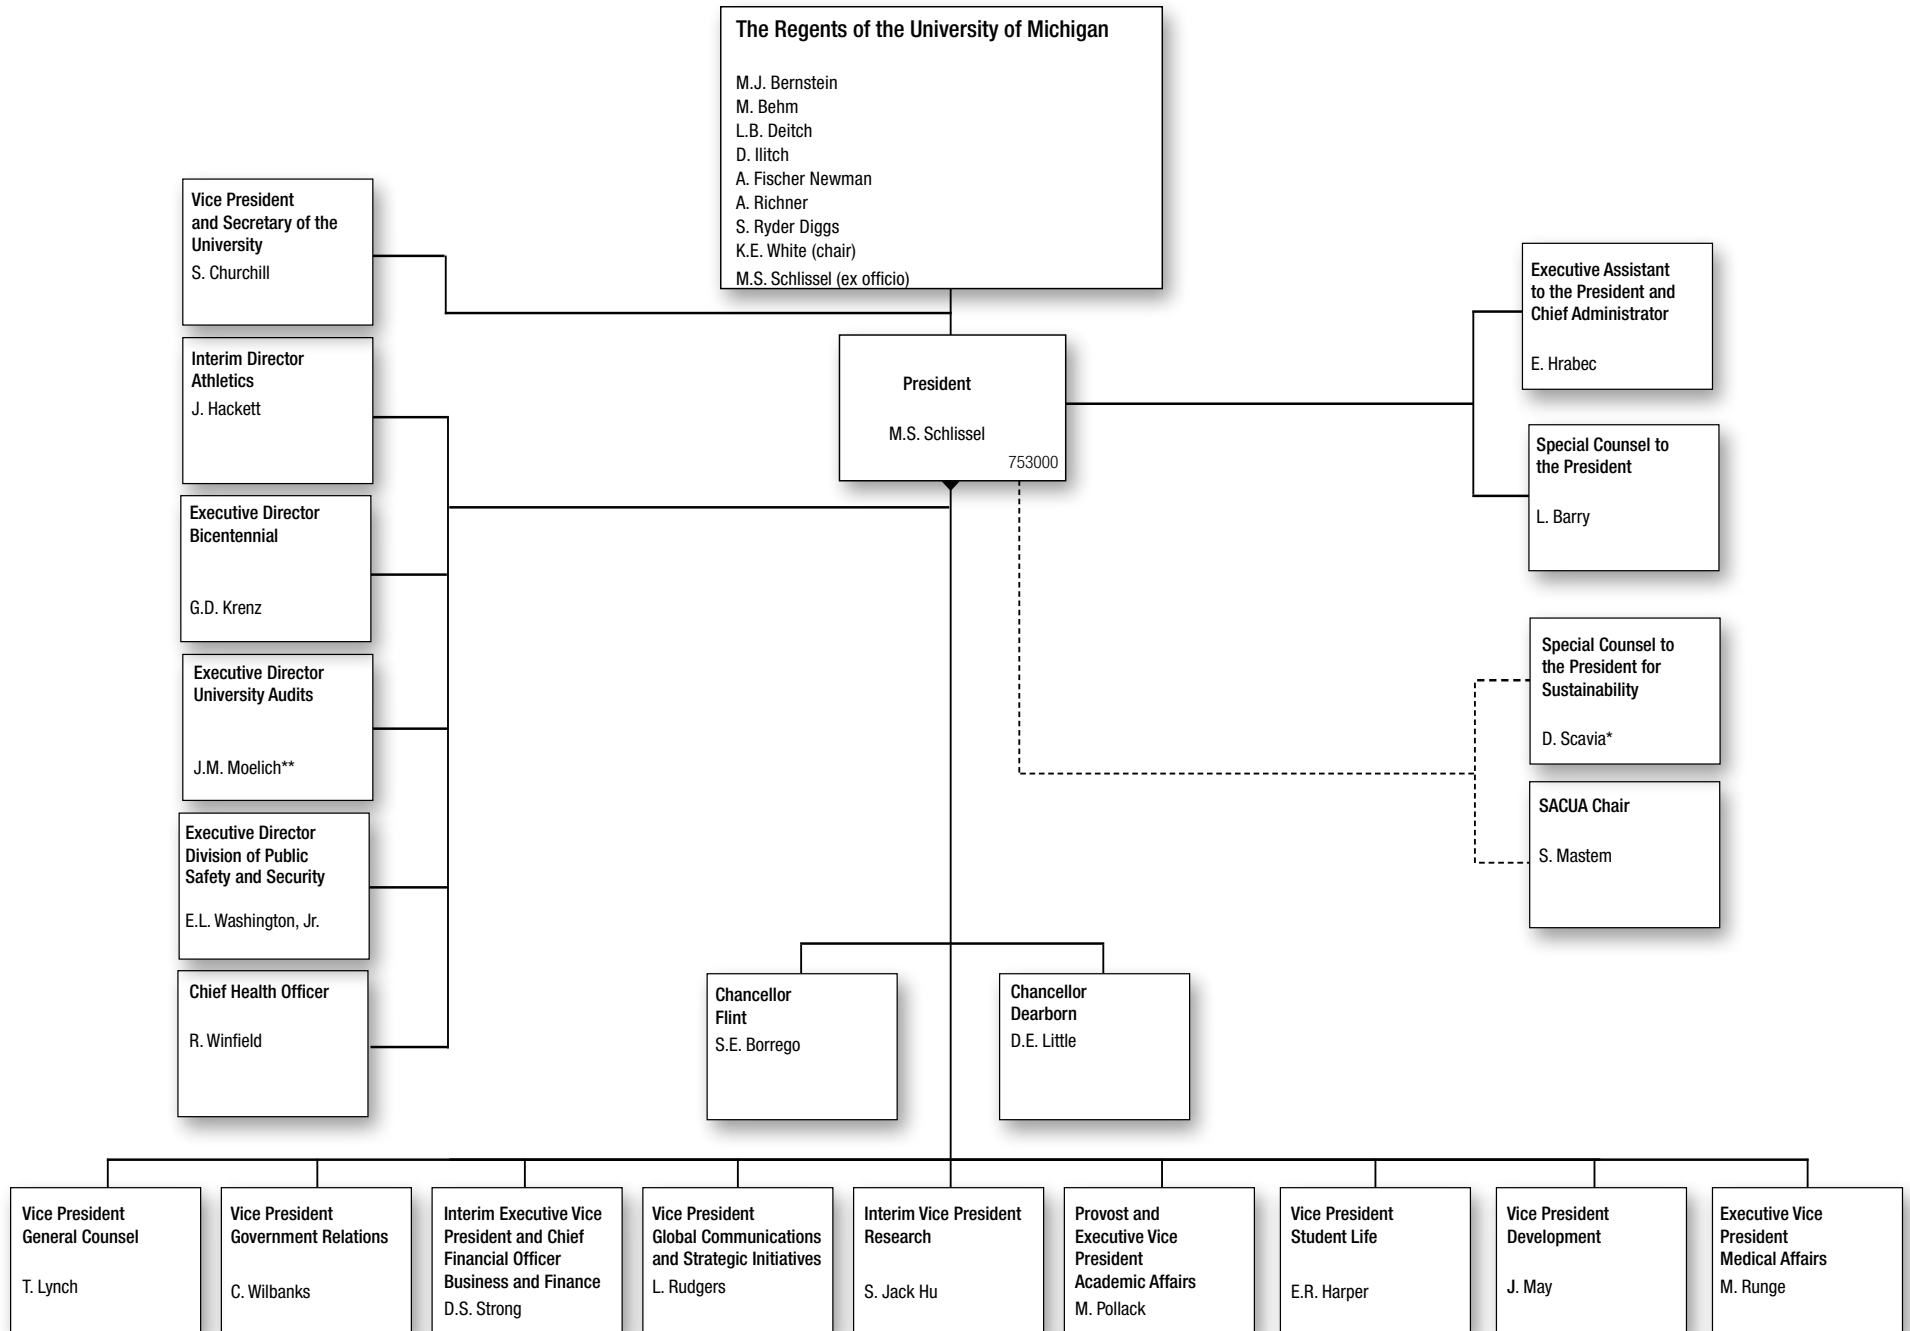 The Regents of the University of Michigan
M.J. Bernstein
M. Behm
L.B. Deitch
D. Ilitch
A. Fischer Newman
A. Richner
S. Ryder Diggs
K.E. White (chair)
M.S. Schlissel (ex officio)
Vice President
and Secretary of the
University
S. Churchill
Interim Director
Athletics
J. Hackett
Executive Director
Bicentennial
G.D. Krenz
Executive Director
University Audits
J.M. Moelich**
Executive Director
Division of Public
Safety and Security
E.L. Washington, Jr.
Chief Health Officer
R. Winfield
President
M.S. Schlissel
753000
Executive Assistant
to the President and
Chief Administrator
E. Hrabec
Special Counsel to
the President
L. Barry
Special Counsel to
the President for
Sustainability
D. Scavia*
SACUA Chair
S. Mastem
Chancellor
Flint
S.E. Borrego
Chancellor
Dearborn
D.E. Little
Vice President
General Counsel
T. Lynch
Vice President
Government Relations
C. Wilbanks
Interim Executive Vice
President and Chief
Financial Officer
Business and Finance
D.S. Strong
Vice President
Global Communications
and Strategic Initiatives
L. Rudgers
Interim Vice President
Research
S. Jack Hu
Provost and
Executive Vice
President
Academic Affairs
M. Pollack
Vice President
Student Life
E.R. Harper
Vice President
Development
J. May
Executive Vice
President
Medical Affairs
M. Runge